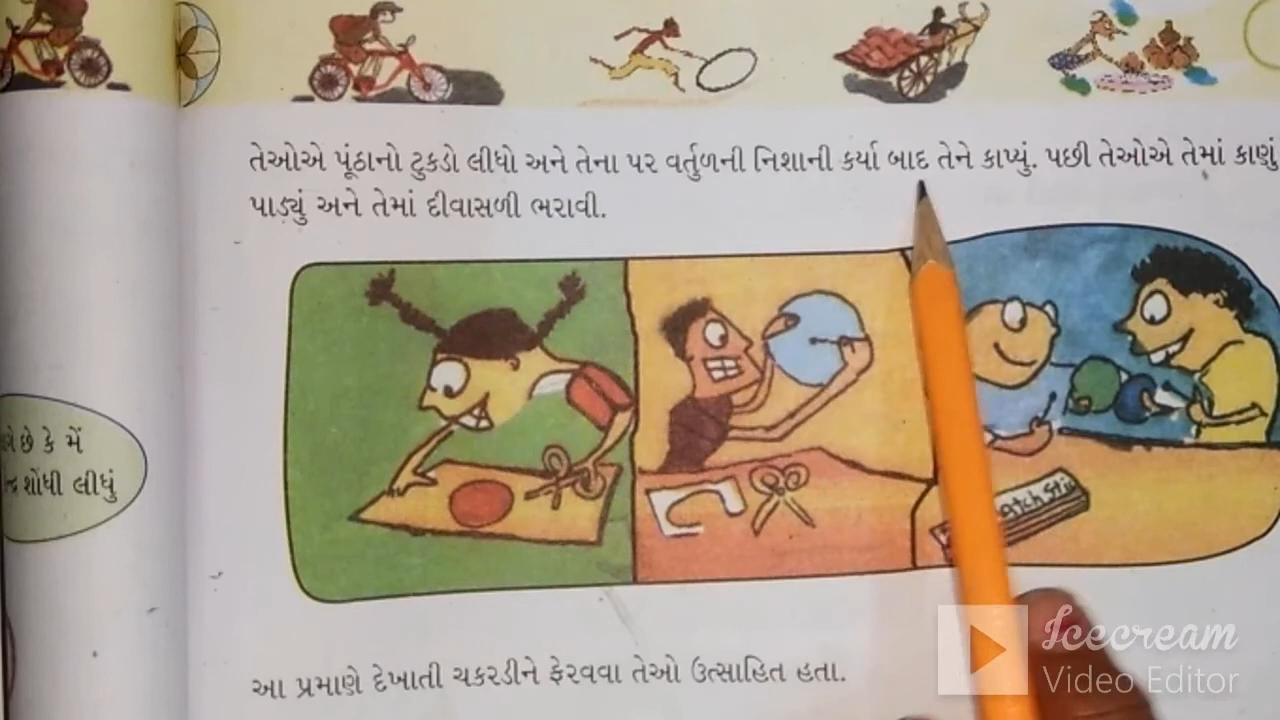 તેઓએ પૂંઠાનો ટુકડો લીધો અને તેના પર વર્તુળની નિશાની કર્યા બાદ તેને કાપ્યું. પછી તેઓએ તેમાં કાણું
પાડ્યું અને તેમાં દીવાસળી ભરાવી.
છે કે મેં
શોધી લીધું
આ પ્રમાણે દેખાતી ચકરડીને ફેરવવા તેઓ ઉત્સાહિત હતા.
Icecream
Video Editor